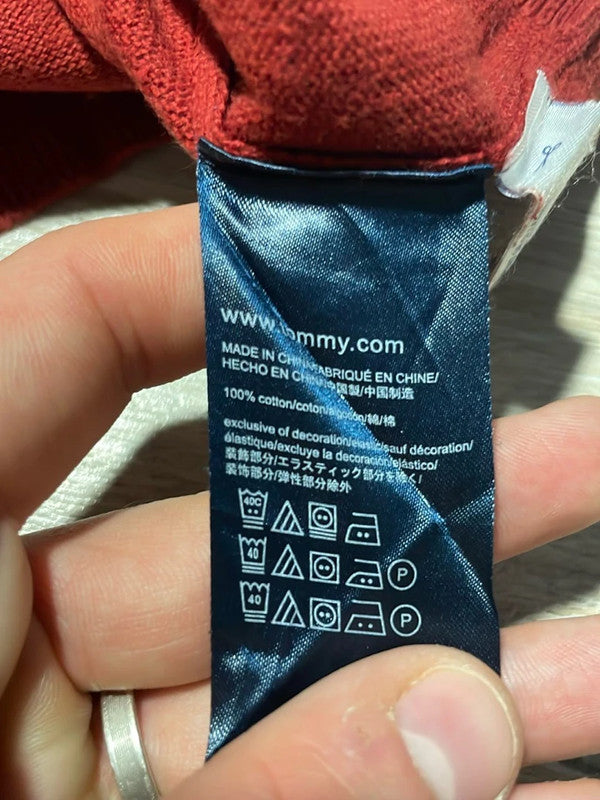 www.tommy.com
MADE IN CHINA/FABRIQUÉ EN CHINE/
HECHO EN CHINA/中国製/中国制造
100% cotton/coton/algodón/綿/棉
exclusive of decoration/elastic/sauf décoration/
élastique/excluye la decoración/elástico/
装飾部分/エラスティック部分を除く/
装饰部分/弹性部分除外
40C
40 P
40 P